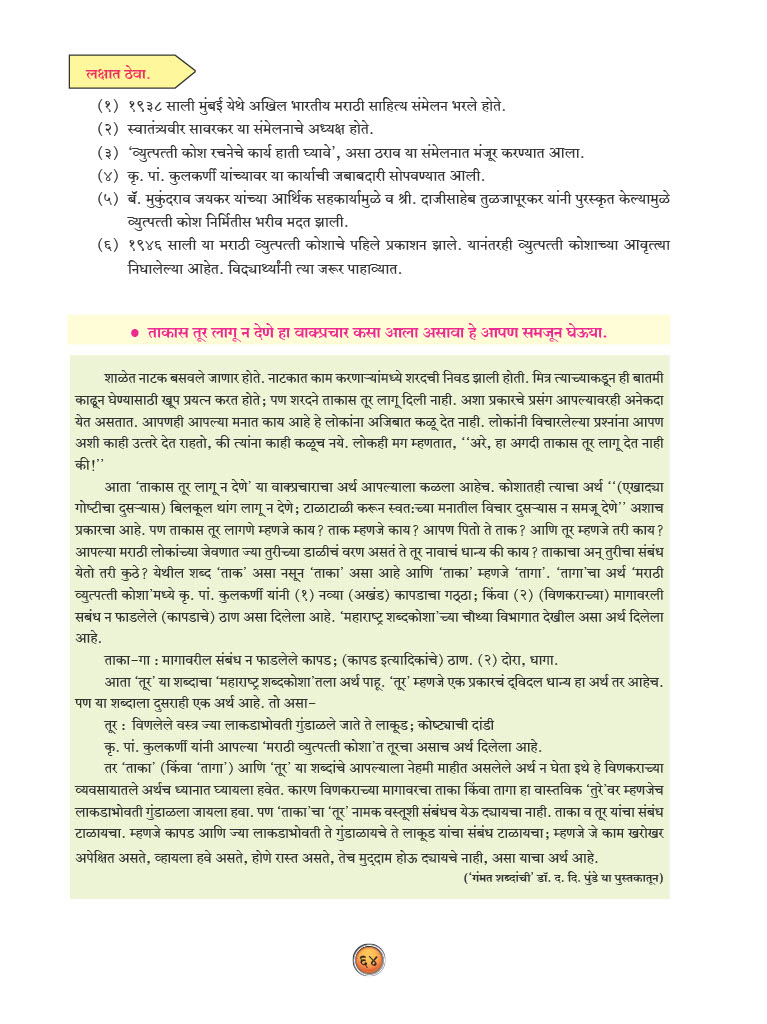 लक्षात ठेवा.
(१) १९३८ साली मुंबई येथे अखिल भारतीय मराठी साहित्य संमेलन भरले होते.
(२) स्वातंत्र्यवीर सावरकर या संमेलनाचे अध्यक्ष होते.
(३) ‘व्युत्पत्ती कोश रचनेचे कार्य हाती घ्यावे’, असा ठराव या संमेलनात मंजूर करण्यात आला.
(४) कृ. पां. कुलकर्णी यांच्यावर या कार्याची जबाबदारी सोपवण्यात आली.
(५) बॅ. मुकुंदराव जयकर यांच्या आर्थिक सहकार्यामुळे व श्री. दाजीसाहेब तुळजापूरकर यांनी पुरस्कृत केल्यामुळे
व्युत्पत्ती कोश निर्मितीस भरीव मदत झाली.
(६) १९४६ साली या मराठी व्युत्पत्ती कोशाचे पहिले प्रकाशन झाले. यानंतरही व्युत्पत्ती कोशाच्या आवृत्त्या
निघालेल्या आहेत. विद्यार्थ्यांनी त्या जरूर पाहाव्यात.
● ताकास तूर लागू न देणे हा वाक्प्रचार कसा आला असावा हे आपण समजून घेऊया.
शाळेत नाटक बसवले जाणार होते. नाटकात काम करणाऱ्यांमध्ये शरदची निवड झाली होती. मित्र त्याच्याकडून ही बातमी
काढून घेण्यासाठी खूप प्रयत्न करत होते; पण शरदने ताकास तूर लागू दिली नाही. अशा प्रकारचे प्रसंग आपल्यावरही अनेकदा
येत असतात. आपणही आपल्या मनात काय आहे हे लोकांना अजिबात कळू देत नाही. लोकांनी विचारलेल्या प्रश्नांना आपण
अशी काही उत्तरे देत राहतो, की त्यांना काही कळूच नये. लोकही मग म्हणतात, ‘‘अरे, हा अगदी ताकास तूर लागू देत नाही
की!’’
आता ‘ताकास तूर लागू न देणे’ या वाक्प्रचाराचा अर्थ आपल्याला कळला आहेच. कोशातही त्याचा अर्थ ‘‘(एखाद्या
गोष्टीचा दुसऱ्यास) बिलकूल थांग लागू न देणे; टाळाटाळी करून स्वतःच्या मनातील विचार दुसऱ्यास न समजू देणे’’ अशाच
प्रकारचा आहे. पण ताकास तूर लागणे म्हणजे काय? ताक म्हणजे काय? आपण पितो ते ताक? आणि तूर म्हणजे तरी काय?
आपल्या मराठी लोकांच्या जेवणात ज्या तुरीच्या डाळीचं वरण असतं ते तूर नावाचं धान्य की काय? ताकाचा अन् तुरीचा संबंध
येतो तरी कुठे? येथील शब्द ‘ताक’ असा नसून ‘ताका’ असा आहे आणि ‘ताका’ म्हणजे ‘तागा’. ‘तागा’चा अर्थ ‘मराठी
व्युत्पत्ती कोशा’मध्ये कृ. पां. कुलकर्णी यांनी (१) नव्या (अखंड) कापडाचा गठ्ठा; किंवा (२) (विणकराच्या) मागावरली
सबंध न फाडलेले (कापडाचे) ठाण असा दिलेला आहे. ‘महाराष्ट्र शब्दकोशा’च्या चौथ्या विभागात देखील असा अर्थ दिलेला
आहे.
ताका-गा : मागावरील संबंध न फाडलेले कापड; (कापड इत्यादिकांचे) ठाण. (२) दोरा, धागा.
आता ‘तूर’ या शब्दाचा ‘महाराष्ट्र शब्दकोशा’तला अर्थ पाहू. ‘तूर’ म्हणजे एक प्रकारचं द्विदल धान्य हा अर्थ तर आहेच.
पण या शब्दाला दुसराही एक अर्थ आहे. तो असा-
तूर : विणलेले वस्त्र ज्या लाकडाभोवती गुंडाळले जाते ते लाकूड; कोष्ट्याची दांडी
कृ. पां. कुलकर्णी यांनी आपल्या ‘मराठी व्युत्पत्ती कोशा’त तूरचा असाच अर्थ दिलेला आहे.
तर ‘ताका’ (किंवा ‘तागा’) आणि ‘तूर’ या शब्दांचे आपल्याला नेहमी माहीत असलेले अर्थ न घेता इथे हे विणकराच्या
व्यवसायातले अर्थच ध्यानात घ्यायला हवेत. कारण विणकराच्या मागावरचा ताका किंवा तागा हा वास्तविक ‘तुरे’वर म्हणजेच
लाकडाभोवती गुंडाळला जायला हवा. पण ‘ताका’चा ‘तूर’ नामक वस्तूशी संबंधच येऊ द्यायचा नाही. ताका व तूर यांचा संबंध
टाळायचा. म्हणजे कापड आणि ज्या लाकडाभोवती ते गुंडाळायचे ते लाकूड यांचा संबंध टाळायचा; म्हणजे जे काम खरोखर
अपेक्षित असते, व्हायला हवे असते, होणे रास्त असते, तेच मुद्दाम होऊ द्यायचे नाही, असा याचा अर्थ आहे.
(‘गंमत शब्दांची’ डॉ. द. दि. पुंडे या पुस्तकातून)
६४